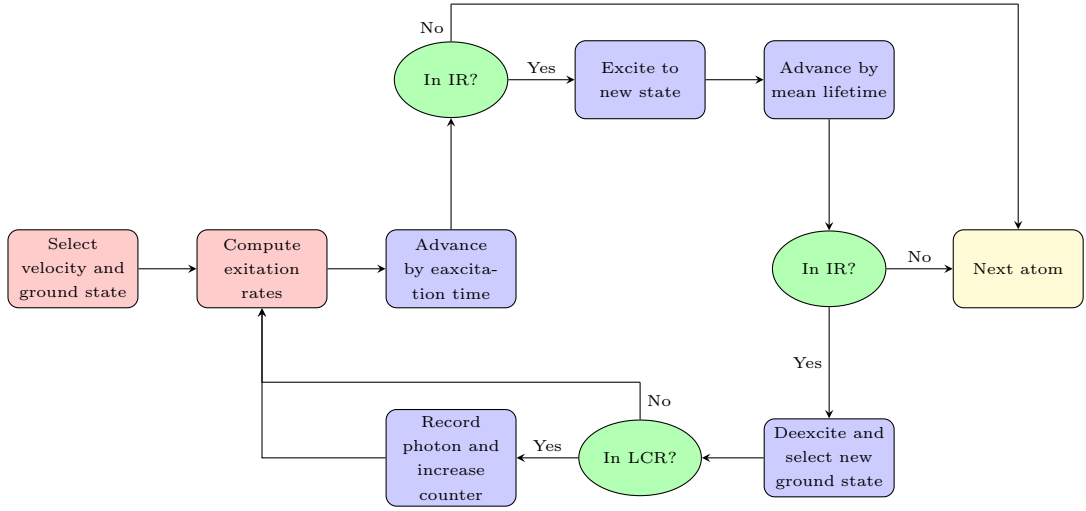 No
In IR?
Yes
Excite to
new state
Advance by
mean lifetime
Select
velocity and
ground state
Compute
exitation
rates
Advance
by eaxcita-
tion time
In IR?
No
Next atom
Yes
No
Record
photon and
increase
counter
Yes
In LCR?
Deexcite and
select new
ground state